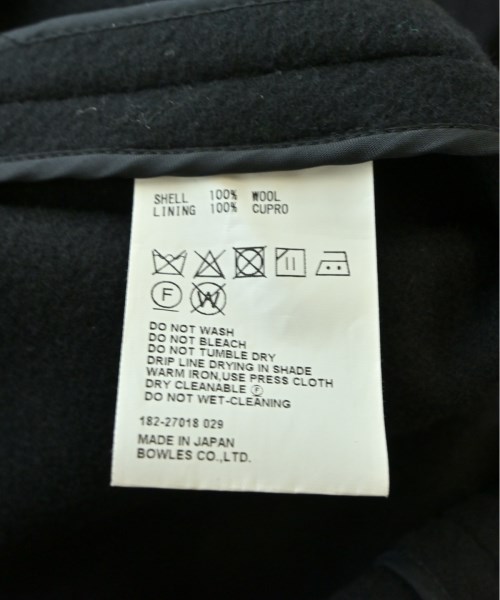 SHELL 100% WOOL
LINING 100% CUPRO
F W
DO NOT WASH
DO NOT BLEACH
DO NOT TUMBLE DRY
DRIP LINE DRYING IN SHADE
WARM IRON,USE PRESS CLOTH
DRY CLEANABLE Ⓕ
DO NOT WET-CLEANING
182-27018 029
MADE IN JAPAN
BOWLES CO.,LTD.